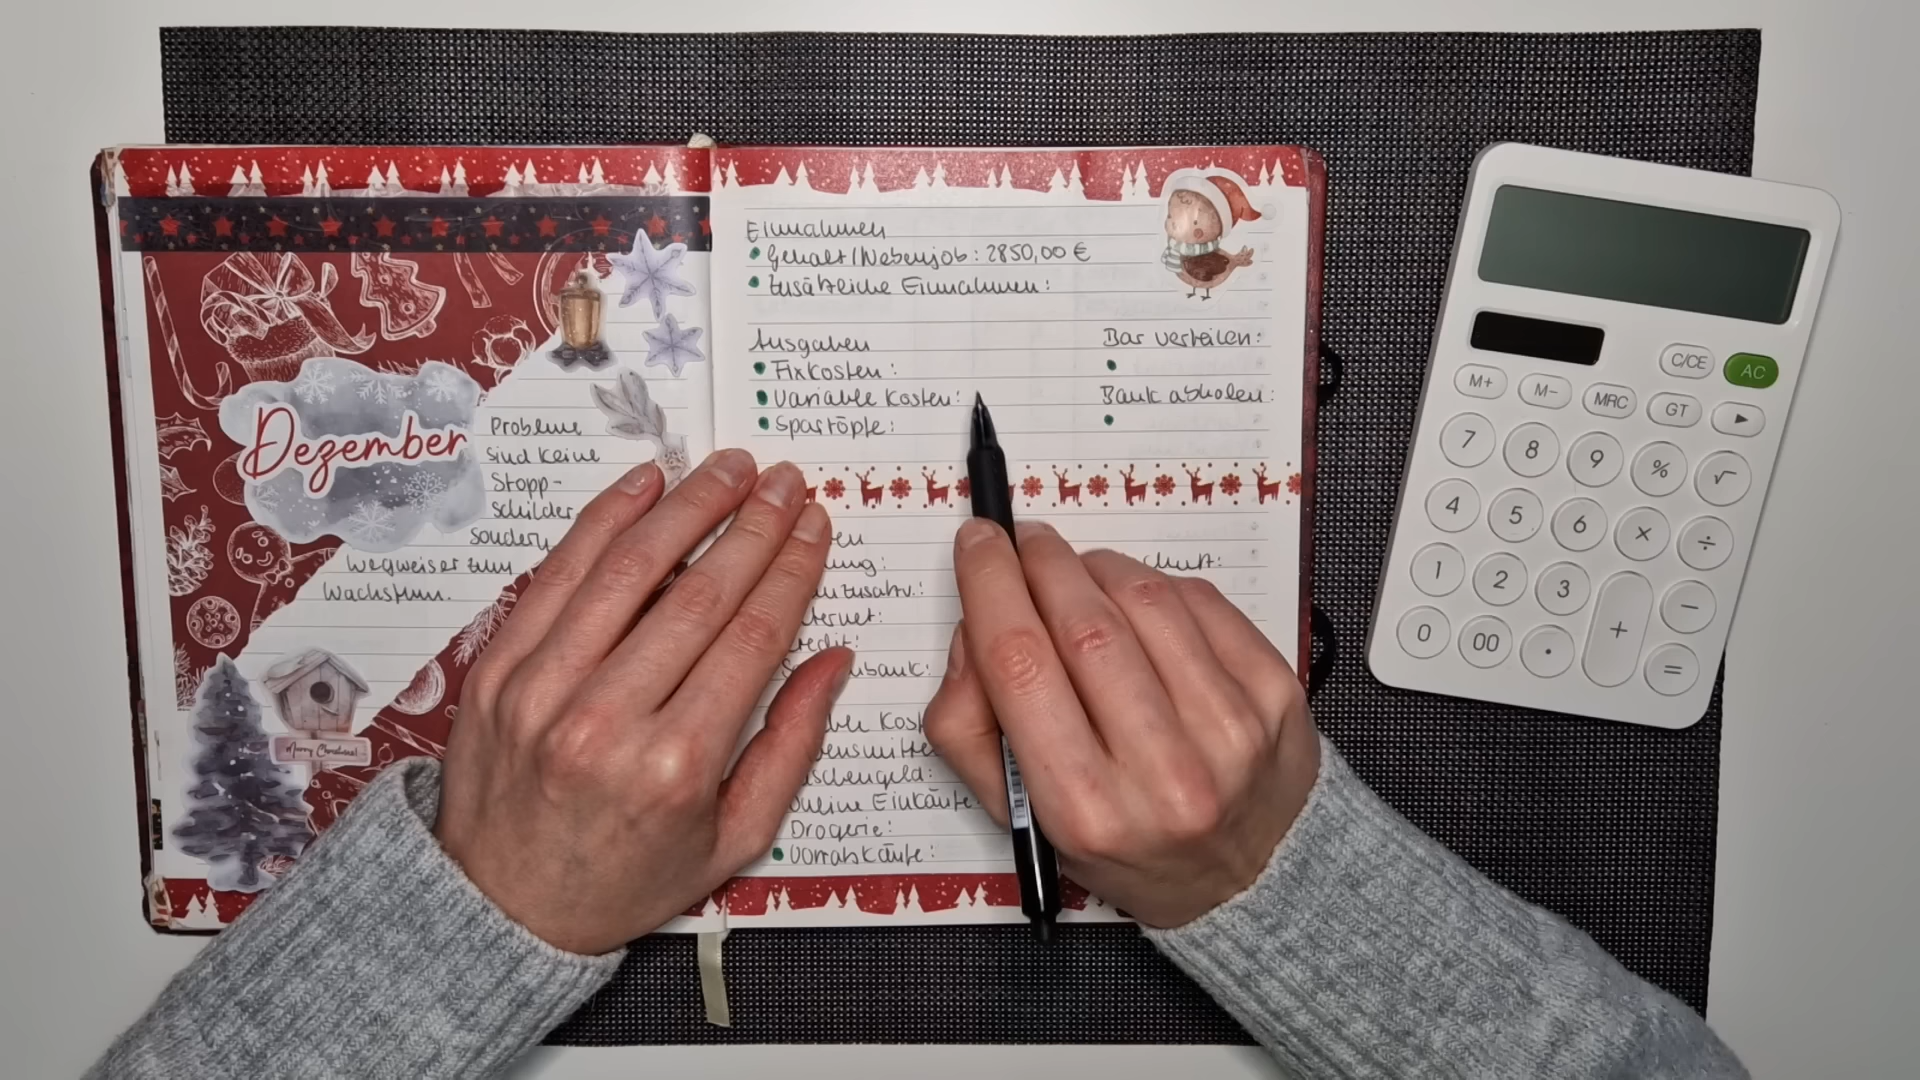 Dezember
Probleme
sind keine
Stopp-
schilder
sondern
Wegweiser zum
Wachstum.
Merry Christmas!
Einnahmen
Gehalt/Nebenjob: 2850,00 €
zusätzliche Einnahmen:
Ausgaben
Fixkosten:
Variable Kosten:
Spartöpfe:
Bar verteilen:
Bank abholen:
Drogerie:
Vorratskäufe:
Online Einkäufe:
C/CE AC
M+ M- MRC GT ▶
7 8 9 % √
4 5 6 × ÷
1 2 3 + −
0 00 . =